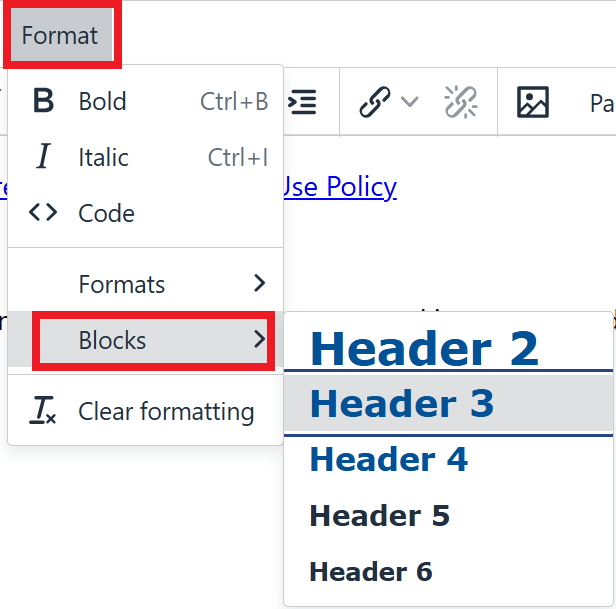 Format
Bold Ctrl+B
Italic Ctrl+I
Code
Use Policy
Formats
Blocks
Clear formatting
Header 2
Header 3
Header 4
Header 5
Header 6
Pa